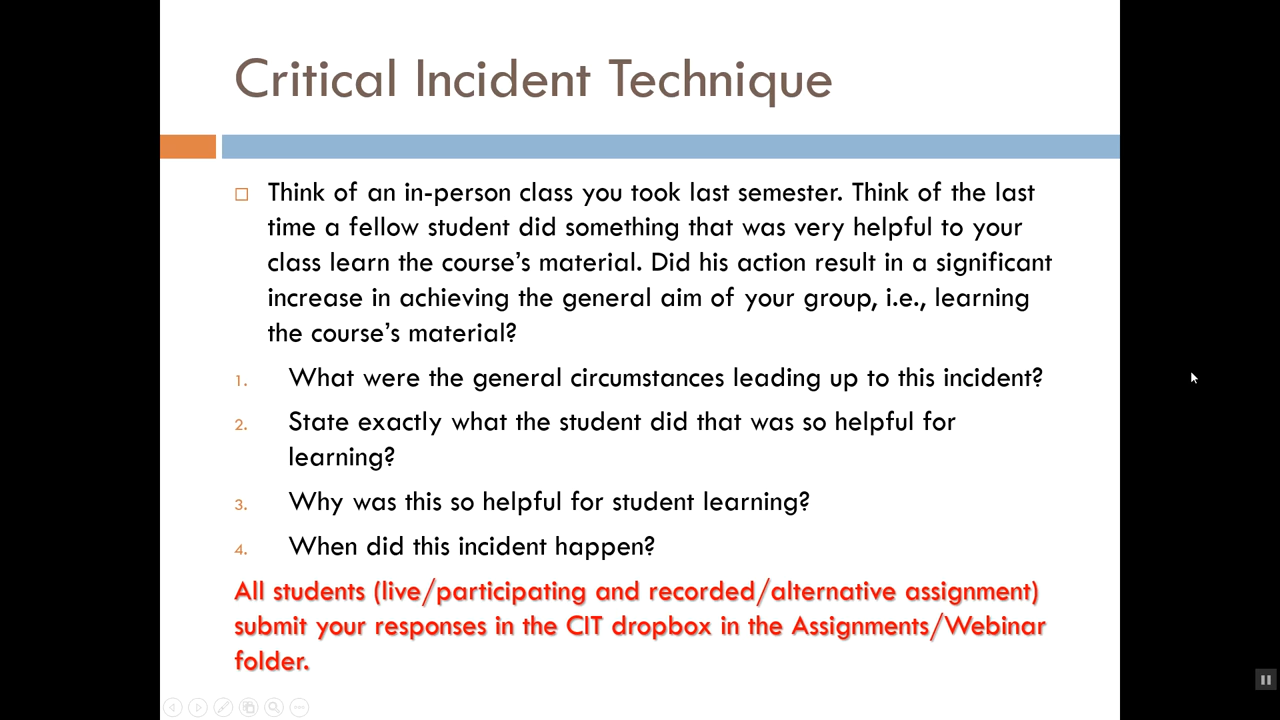 Critical Incident Technique
Think of an in-person class you took last semester. Think of the last
time a fellow student did something that was very helpful to your
class learn the course's material. Did his action result in a significant
increase in achieving the general aim of your group, i.e., learning
the course's material?
1. What were the general circumstances leading up to this incident?
2. State exactly what the student did that was so helpful for
learning?
3. Why was this so helpful for student learning?
4. When did this incident happen?
All students (live/participating and recorded/alternative assignment)
submit your responses in the CIT dropbox in the Assignments/Webinar
folder.